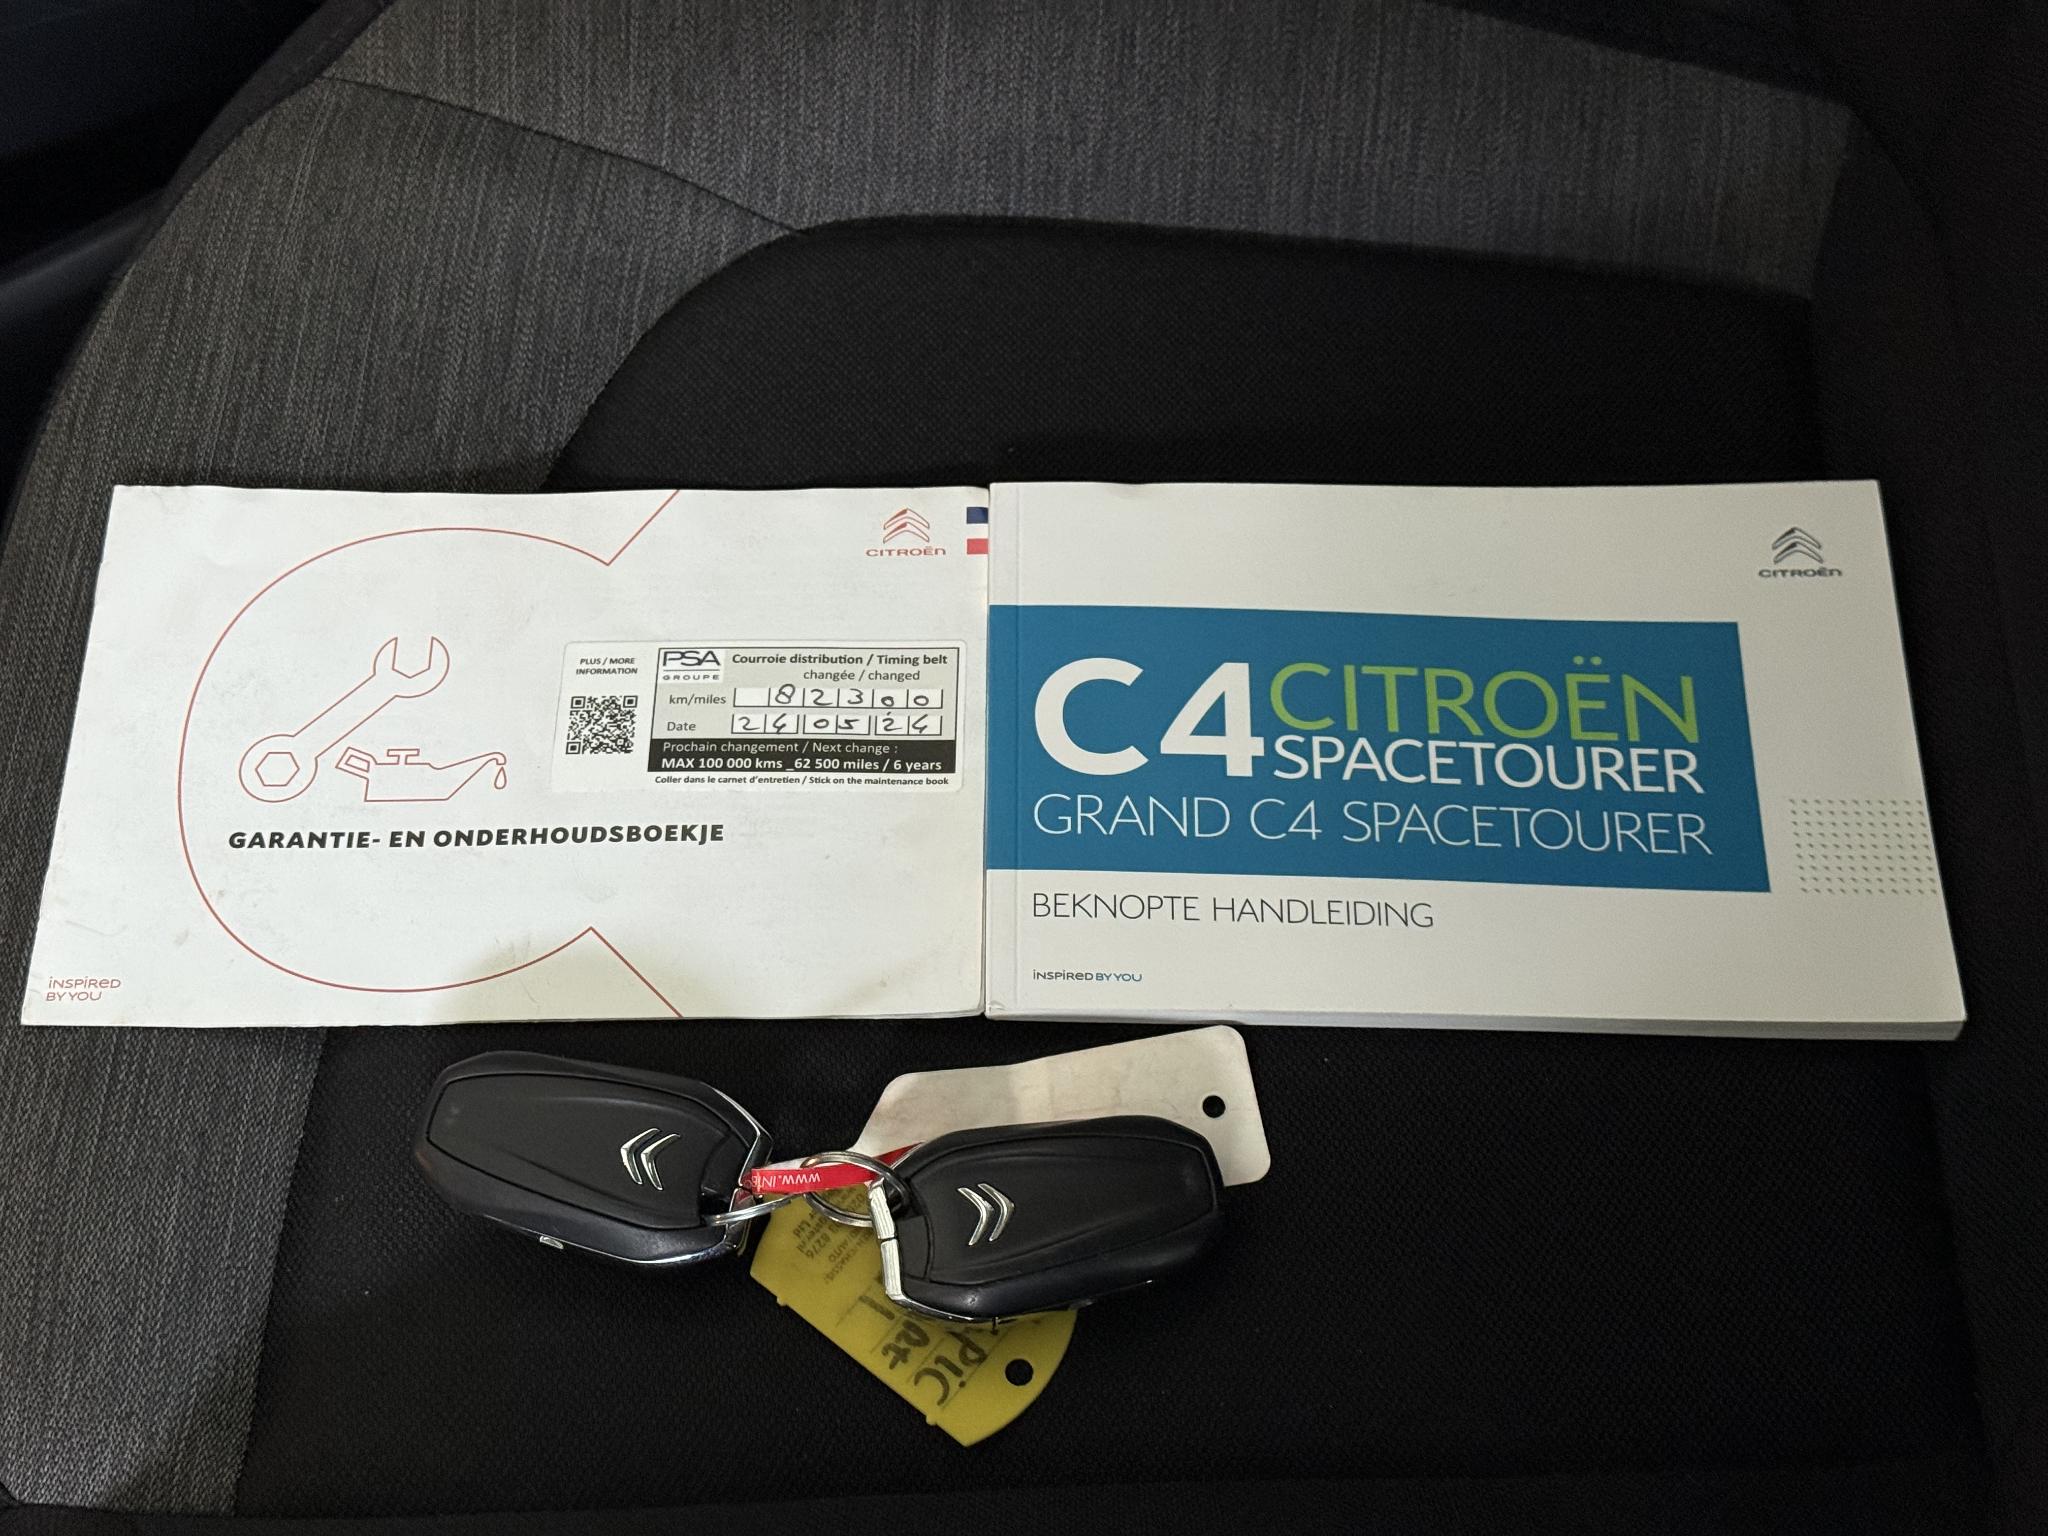 CITROËN
PLUS / MORE
INFORMATION
PSA
GROUPE
Courroie distribution / Timing belt
changée / changed
km/miles 82300
Date 24 05 24
Prochain changement / Next change :
MAX 100 000 kms _62 500 miles / 6 years
Coller dans le carnet d'entretien / Stick on the maintenance book
GARANTIE- EN ONDERHOUDSBOEKJE
INSPIRED
BY YOU
CITROËN
C4 CITROËN
SPACETOURER
GRAND C4 SPACETOURER
BEKNOPTE HANDLEIDING
INSPIRED BY YOU